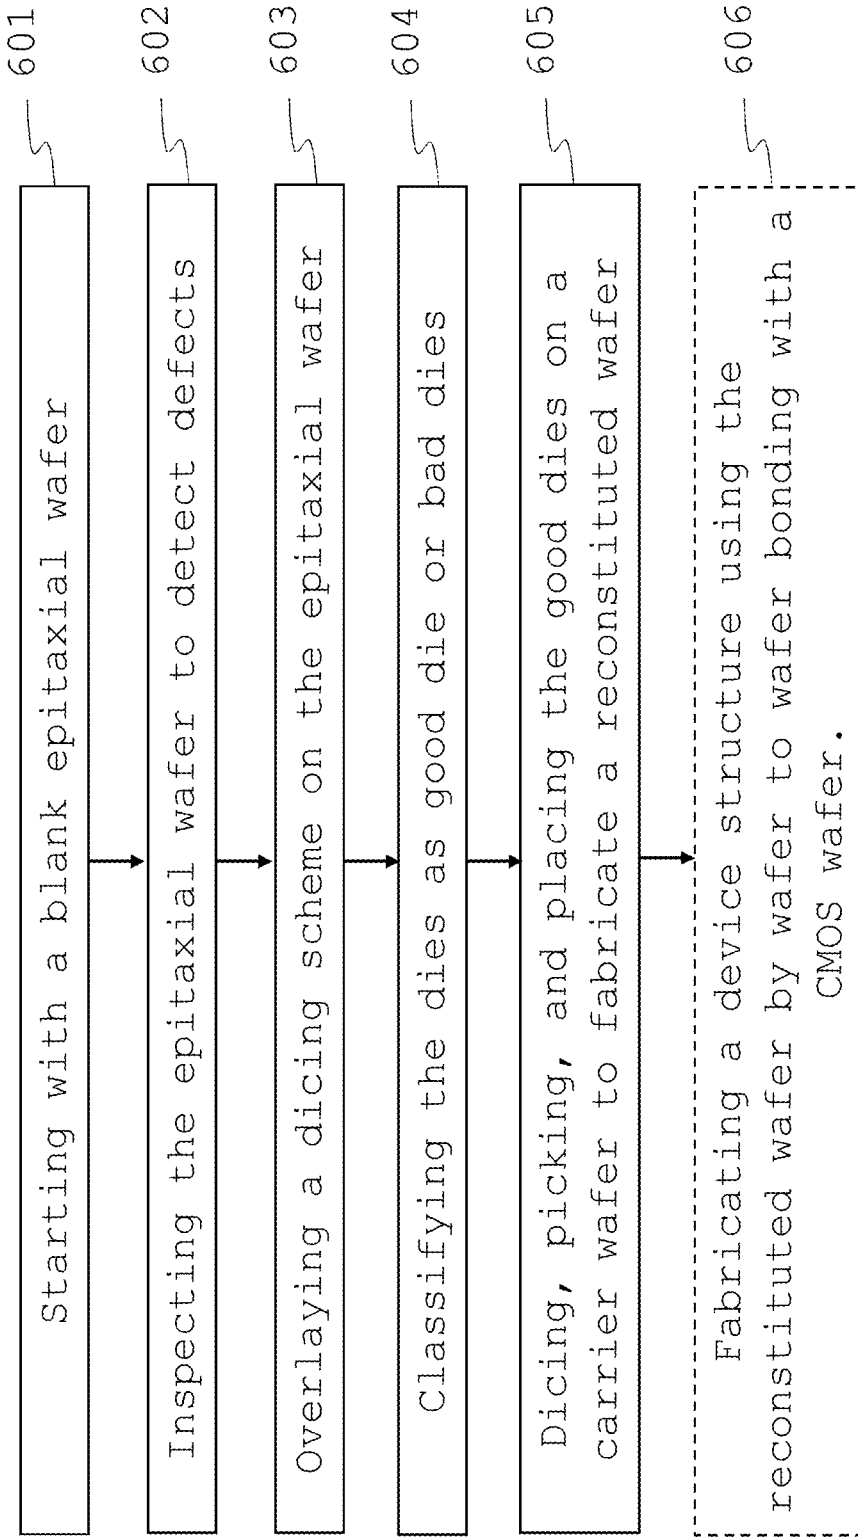 601
Starting with a blank epitaxial wafer
602
Inspecting the epitaxial wafer to detect defects
603
Overlaying a dicing scheme on the epitaxial wafer
604
Classifying the dies as good die or bad dies
605
Dicing, picking, and placing the good dies on a
carrier wafer to fabricate a reconstituted wafer
606
Fabricating a device structure using the
reconstituted wafer by wafer to wafer bonding with a
CMOS wafer.